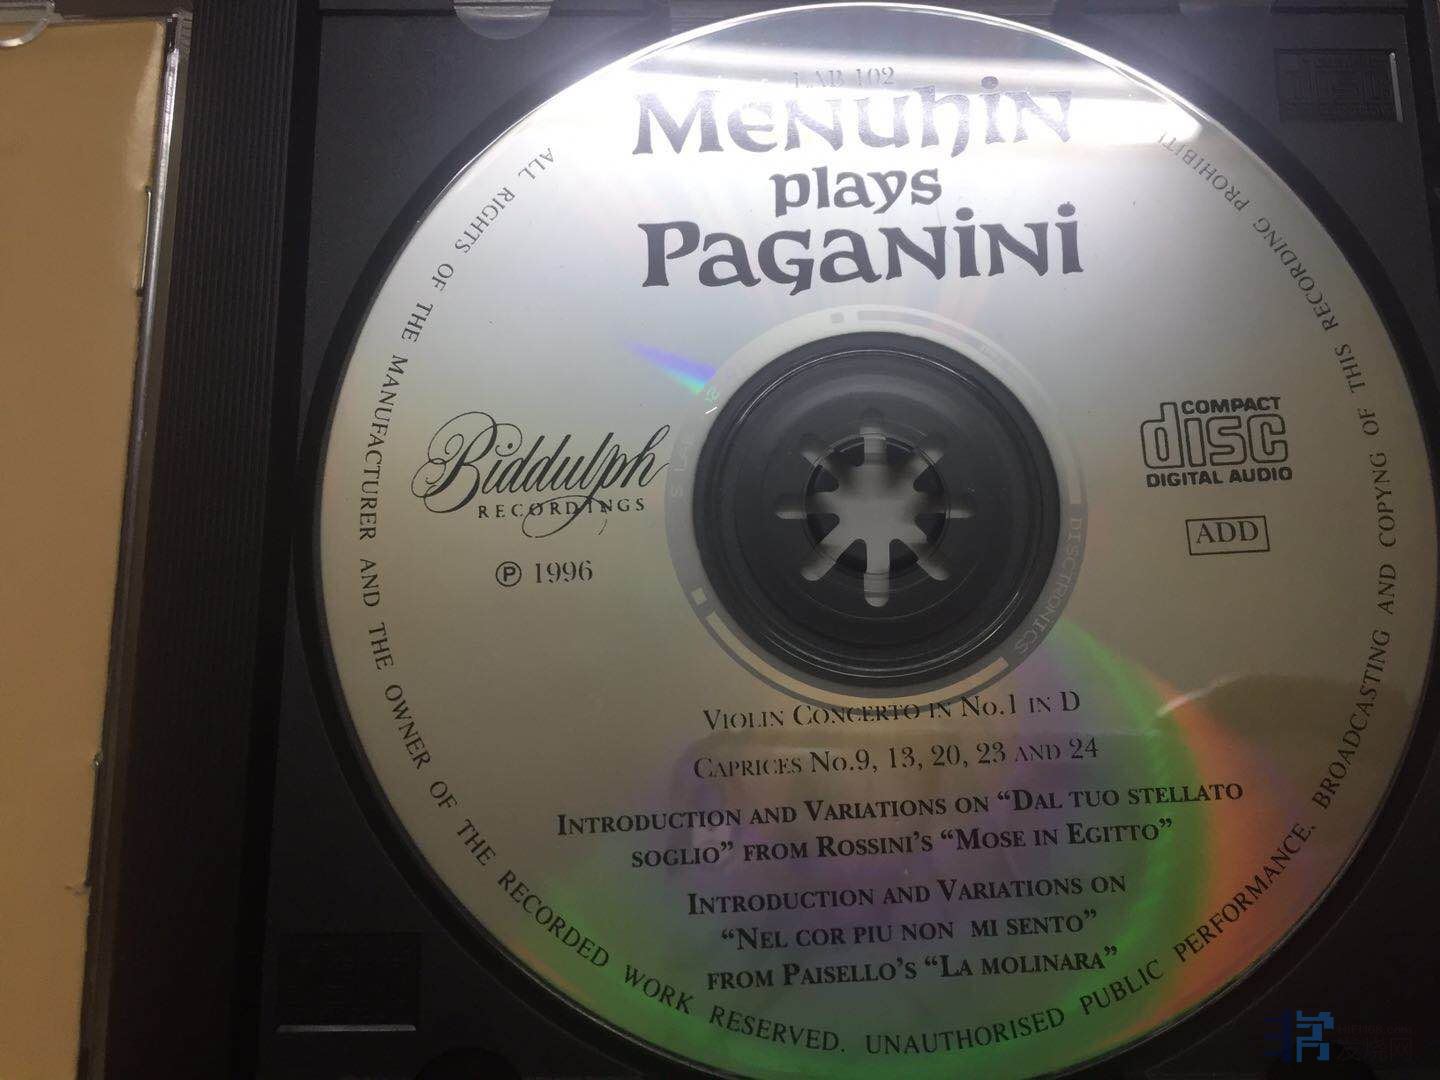 LAB 102
MENUHIN
plays
PAGANINI
Biddulph
RECORDINGS
℗ 1996
COMPACT
disc
DIGITAL AUDIO
ADD
VIOLIN CONCERTO IN NO.1 IN D
CAPRICES NO.9, 13, 20, 23 AND 24
INTRODUCTION AND VARIATIONS ON “DAL TUO STELLATO
SOGLIO” FROM ROSSINI'S “MOSE IN EGITTO”
INTRODUCTION AND VARIATIONS ON
“NEL COR PIU NON MI SENTO”
FROM PAISELLO'S “LA MOLINARA”
ALL RIGHTS OF THE MANUFACTURER AND THE OWNER OF THE RECORDED WORK RESERVED. UNAUTHORISED PUBLIC PERFORMANCE, BROADCASTING AND COPYNG OF THIS RECORDING PROHIBITI
DISCTRONICS
发烧网